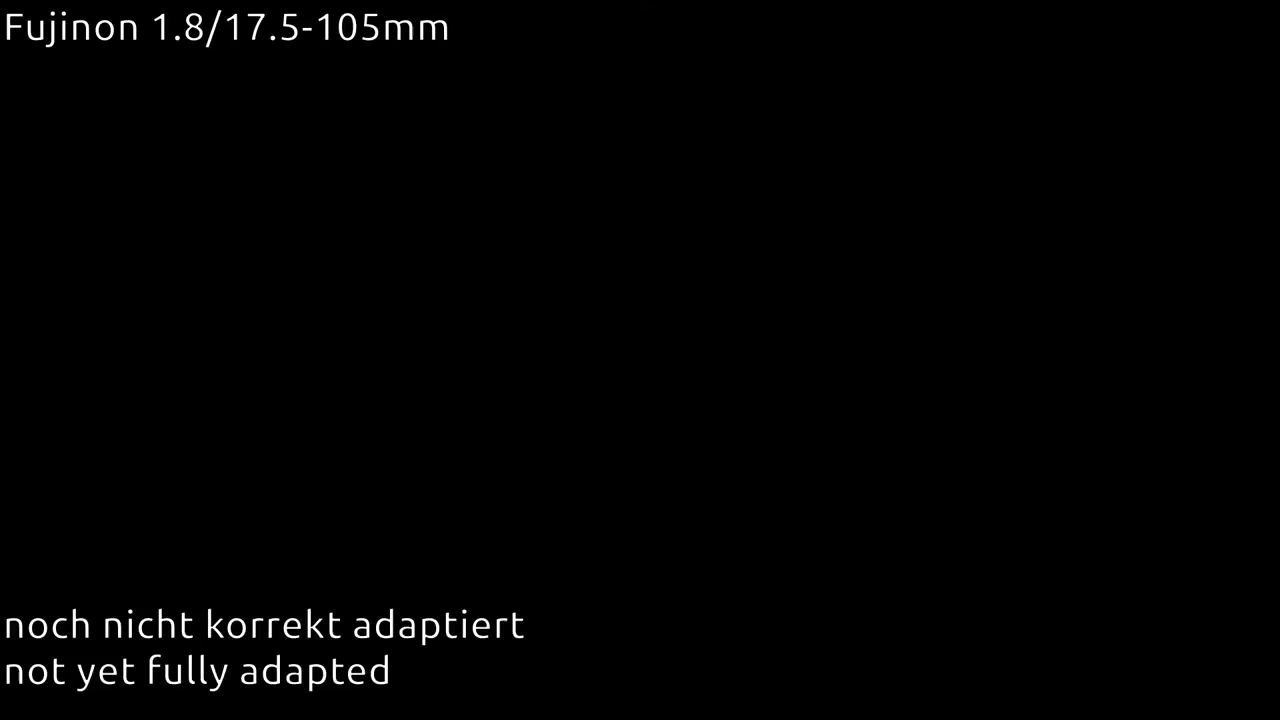 Fujinon 1.8/17.5-105mm
noch nicht korrekt adaptiert
not yet fully adapted